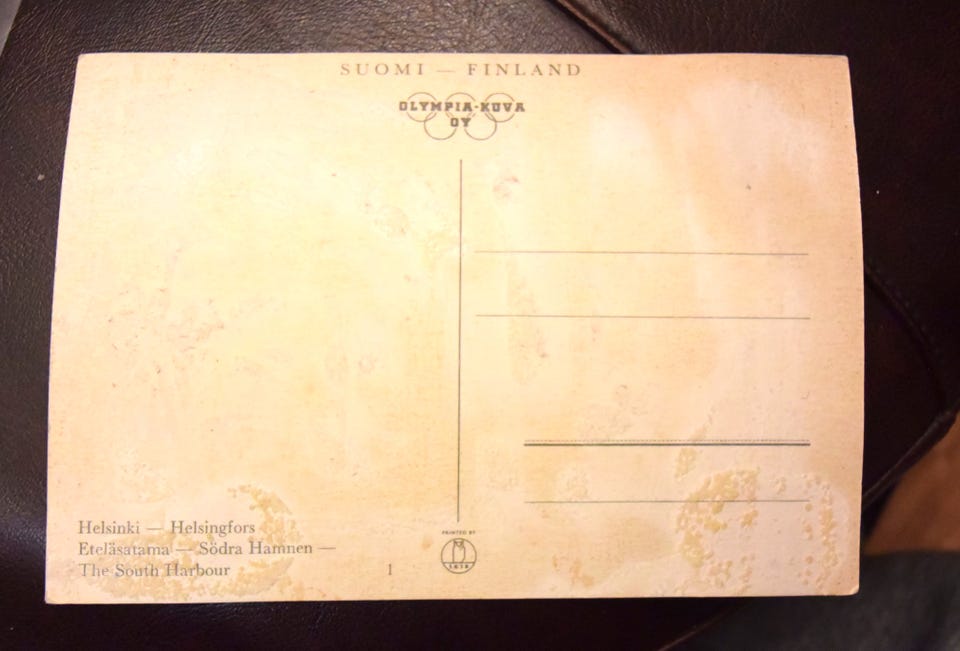 SUOMI — FINLAND
OLYMPIA-KUVA
OY
Helsinki — Helsingfors
Eteläsatama — Södra Hamnen —
The South Harbour
1
PRINTED BY